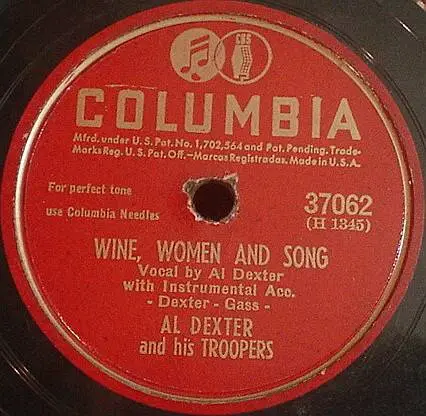 CBS
COLUMBIA
Mfrd. under U.S. Pat. No. 1,702,564 and Pat. Pending. Trade-
Marks Reg. U.S. Pat. Off.—Marcas Registradas. Made in U.S.A.
For perfect tone
use Columbia Needles
37062
(H 1345)
WINE, WOMEN AND SONG
Vocal by Al Dexter
with Instrumental Acc.
- Dexter - Gass -
AL DEXTER
and his TROOPERS